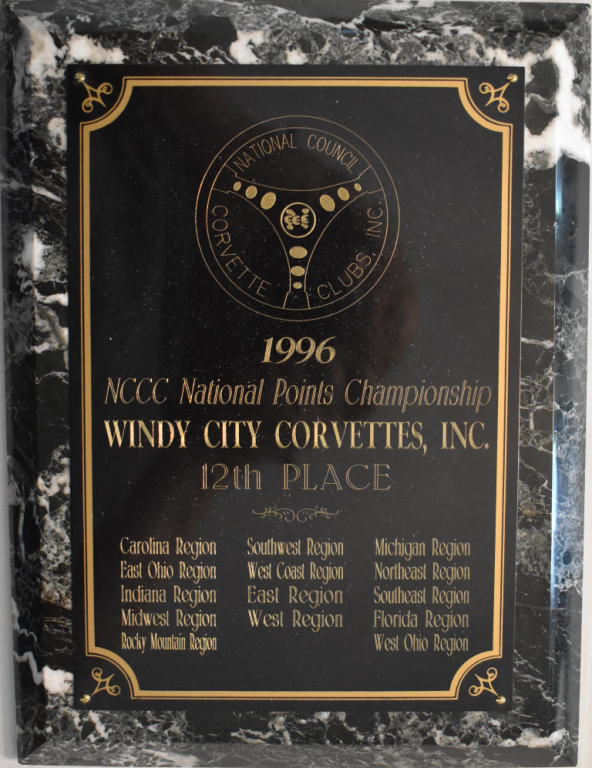 NATIONAL COUNCIL
CORVETTE CLUBS, INC.
1996
NCCC National Points Championship
WINDY CITY CORVETTES, INC.
12th PLACE
Carolina Region
East Ohio Region
Indiana Region
Midwest Region
Rocky Mountain Region
Southwest Region
West Coast Region
East Region
West Region
Michigan Region
Northeast Region
Southeast Region
Florida Region
West Ohio Region